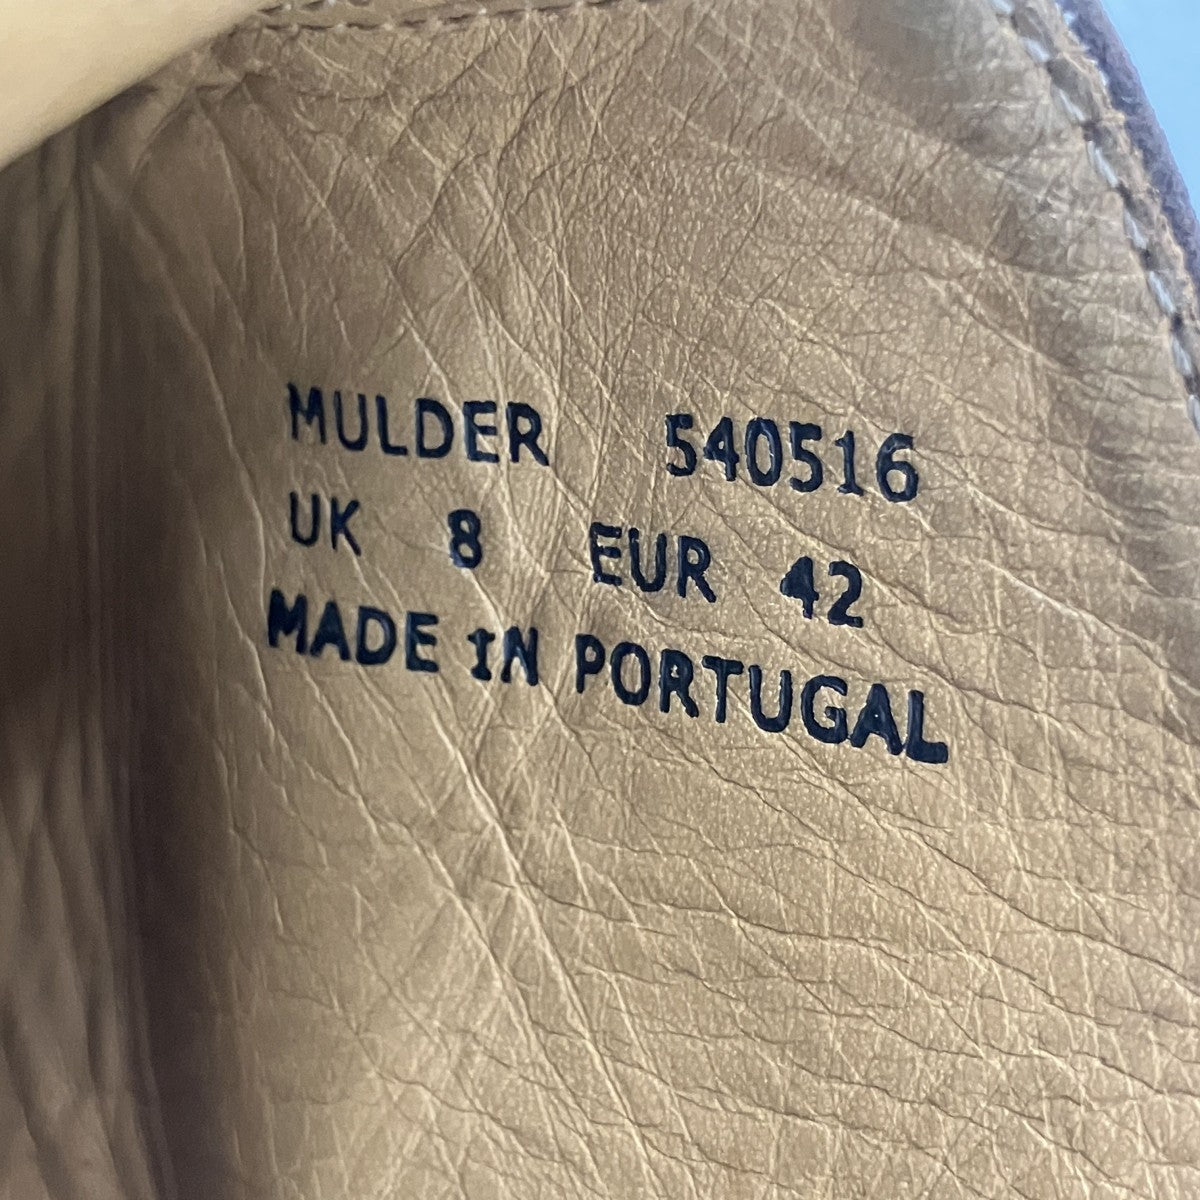 MULDER 540516
UK 8 EUR 42
MADE IN PORTUGAL